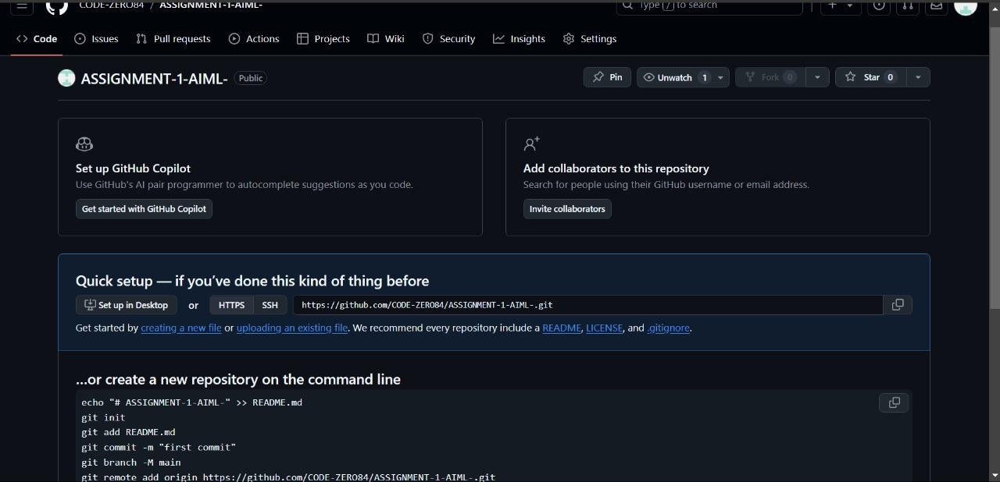 CODE-ZERO84 / ASSIGNMENT-1-AIML-
Type / to search
Code Issues Pull requests Actions Projects Wiki Security Insights Settings
ASSIGNMENT-1-AIML- Public Pin Unwatch 1 Fork 0 Star 0
Set up GitHub Copilot
Use GitHub's AI pair programmer to autocomplete suggestions as you code.
Get started with GitHub Copilot
Add collaborators to this repository
Search for people using their GitHub username or email address.
Invite collaborators
Quick setup — if you’ve done this kind of thing before
Set up in Desktop or HTTPS SSH https://github.com/CODE-ZERO84/ASSIGNMENT-1-AIML-.git
Get started by creating a new file or uploading an existing file. We recommend every repository include a README, LICENSE, and .gitignore.
…or create a new repository on the command line
echo "# ASSIGNMENT-1-AIML-" >> README.md
git init
git add README.md
git commit -m "first commit"
git branch -M main
git remote add origin https://github.com/CODE-ZERO84/ASSIGNMENT-1-AIML-.git